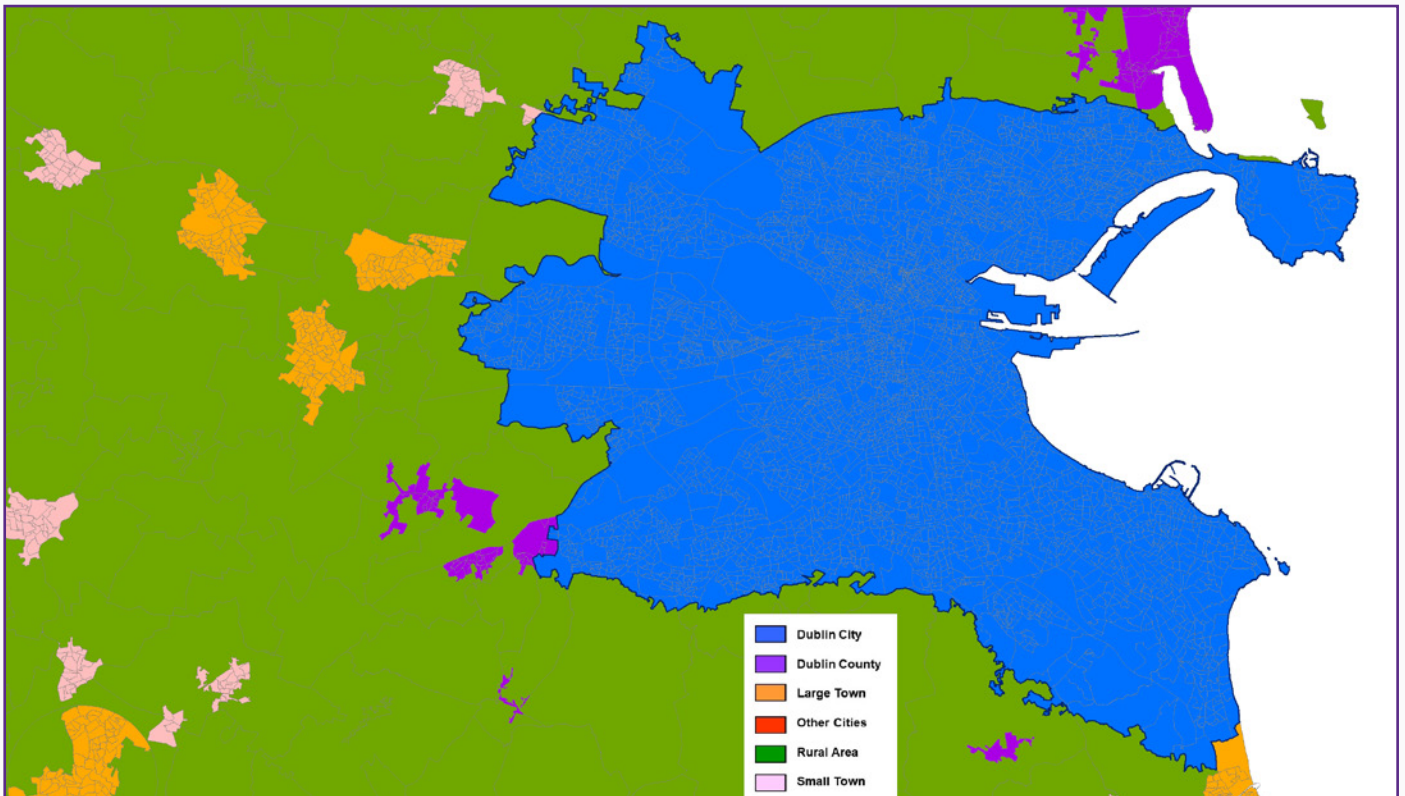 Dublin City
Dublin County
Large Town
Other Cities
Rural Area
Small Town